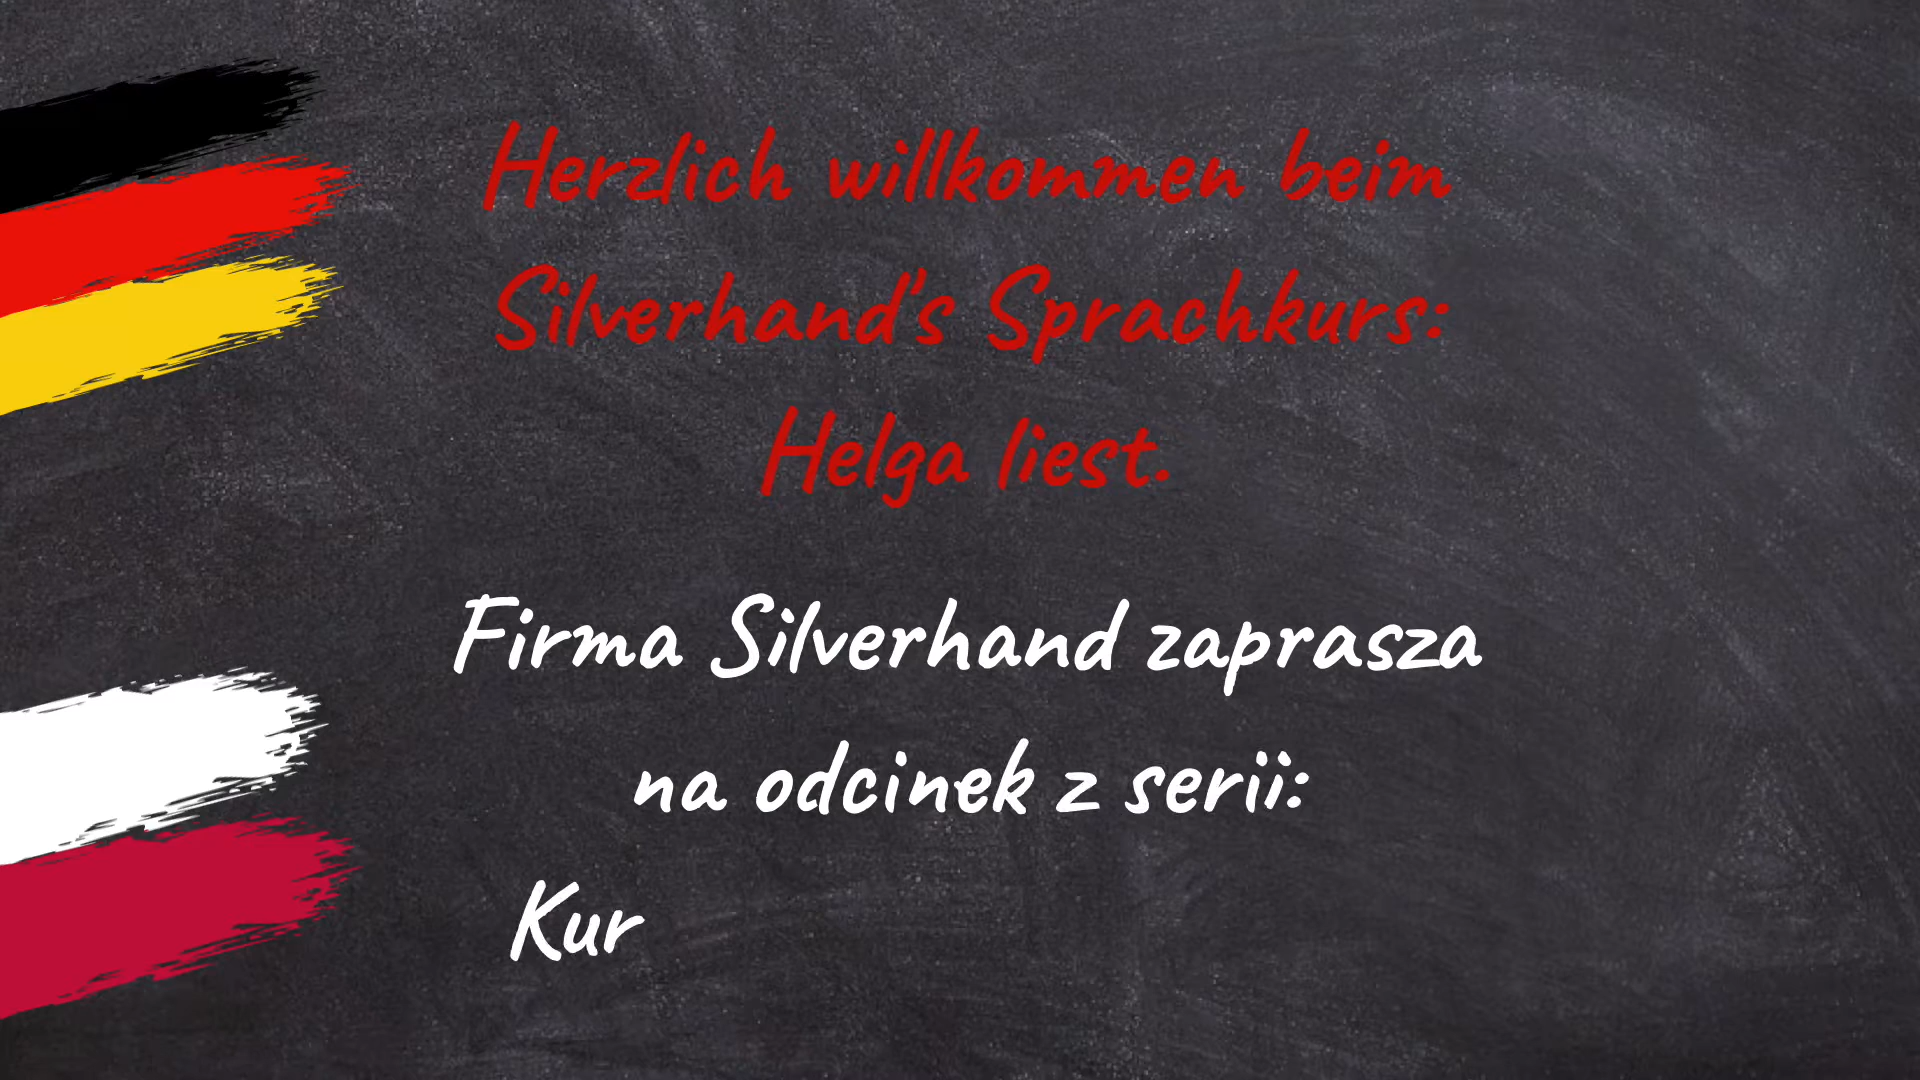 Herzlich willkommen beim
Silverhand's Sprachkurs:
Helga liest.
Firma Silverhand zaprasza
na odcinek z serii:
Kur